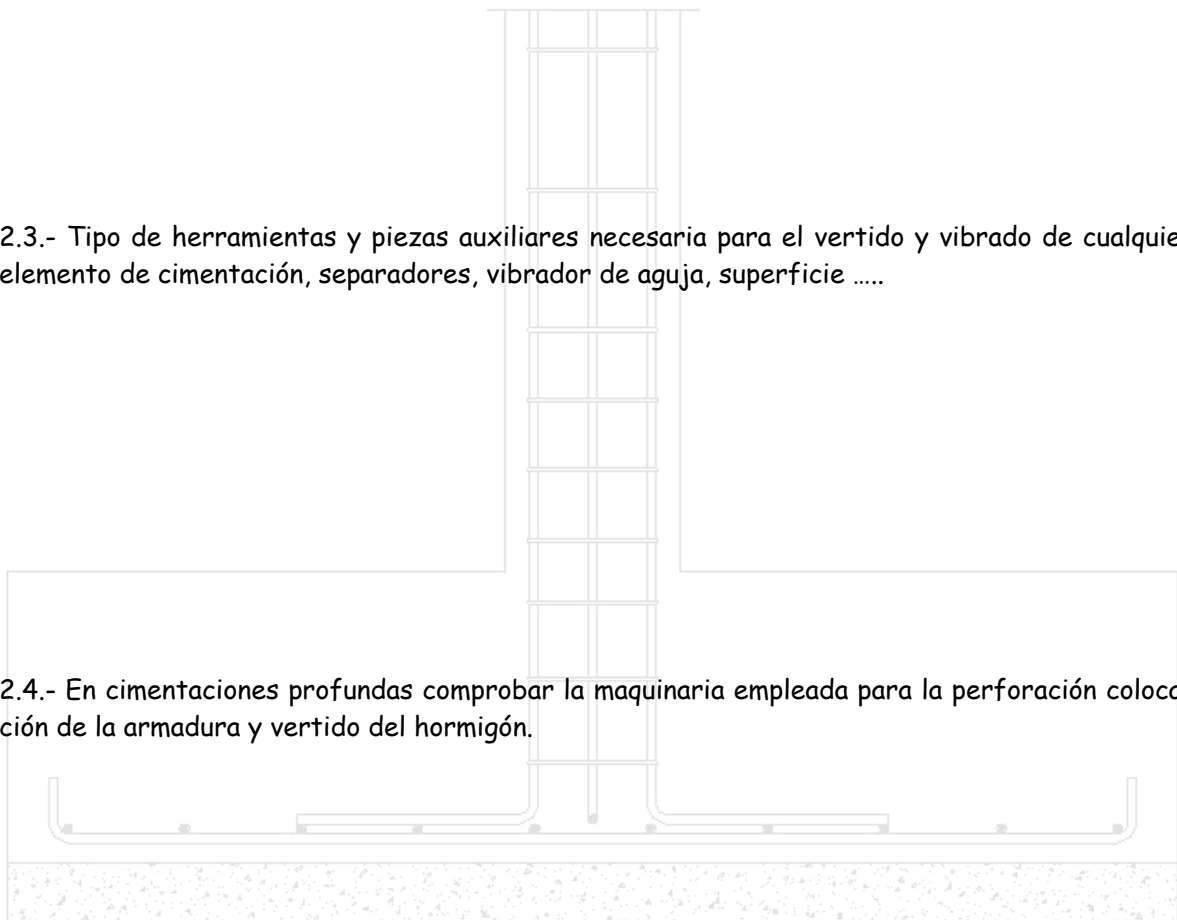 2.3.- Tipo de herramientas y piezas auxiliares necesaria para el vertido y vibrado de cualquie
elemento de cimentación, separadores, vibrador de aguja, superficie …..
2.4.- En cimentaciones profundas comprobar la maquinaria empleada para la perforación coloca
ción de la armadura y vertido del hormigón.